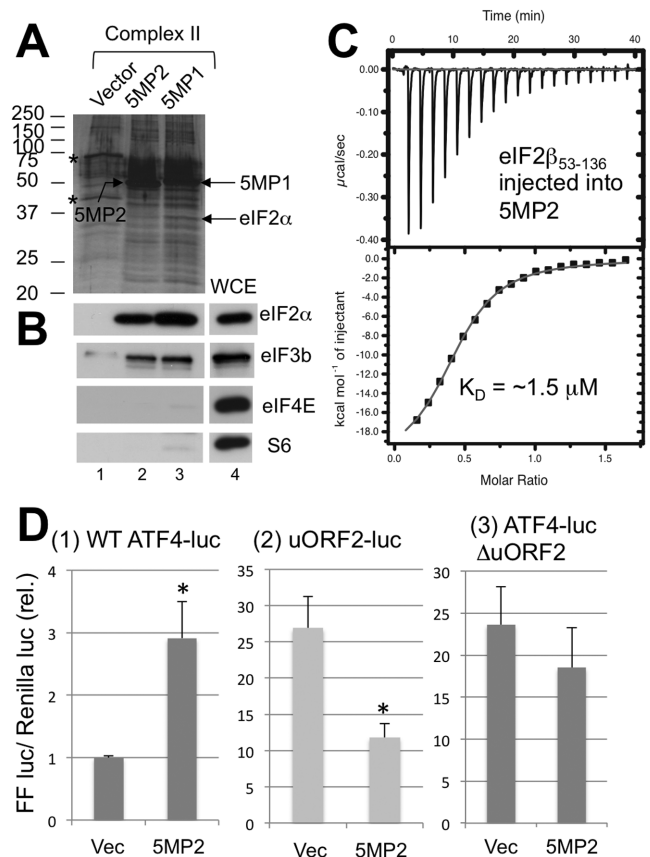 A
Complex II
Vector
5MP2
5MP1
250
150
100
75
50
37
25
20
*
*
5MP2
5MP1
eIF2α
WCE
B
eIF2α
eIF3b
eIF4E
S6
1 2 3 4
C
Time (min)
0 10 20 30 40
0.00
-0.10
-0.20
-0.30
-0.40
µcal/sec
eIF2β53-136
injected into
5MP2
0.0
-2.0
-4.0
-6.0
-8.0
-10.0
-12.0
-14.0
-16.0
-18.0
kcal mol⁻¹ of injectant
KD = ~1.5 µM
0.0 0.5 1.0 1.5
Molar Ratio
D
(1) WT ATF4-luc
FF luc/ Renilla luc (rel.)
4
3
2
1
0
*
Vec 5MP2
(2) uORF2-luc
35
30
25
20
15
10
5
0
*
Vec 5MP2
(3) ATF4-luc
ΔuORF2
30
25
20
15
10
5
0
Vec 5MP2